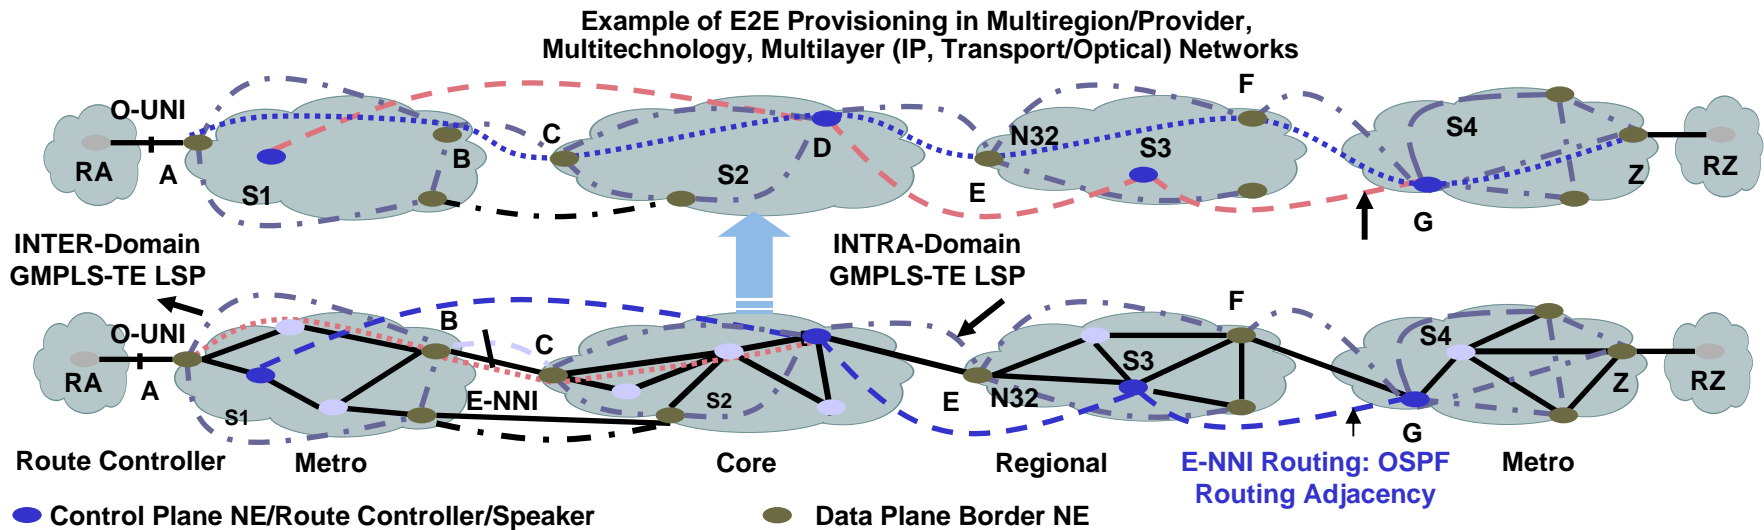 Example of E2E Provisioning in Multiregion/Provider,
Multitechnology, Multilayer (IP, Transport/Optical) Networks
O-UNI
RA
A
S1
B
C
S2
D
E
N32
S3
F
G
S4
Z
RZ
INTER-Domain
GMPLS-TE LSP
INTRA-Domain
GMPLS-TE LSP
O-UNI
RA
A
S1
B
C
E-NNI
S2
E
N32
S3
F
G
S4
Z
RZ
Route Controller
Metro
Core
Regional
E-NNI Routing: OSPF
Routing Adjacency
Metro
Control Plane NE/Route Controller/Speaker
Data Plane Border NE